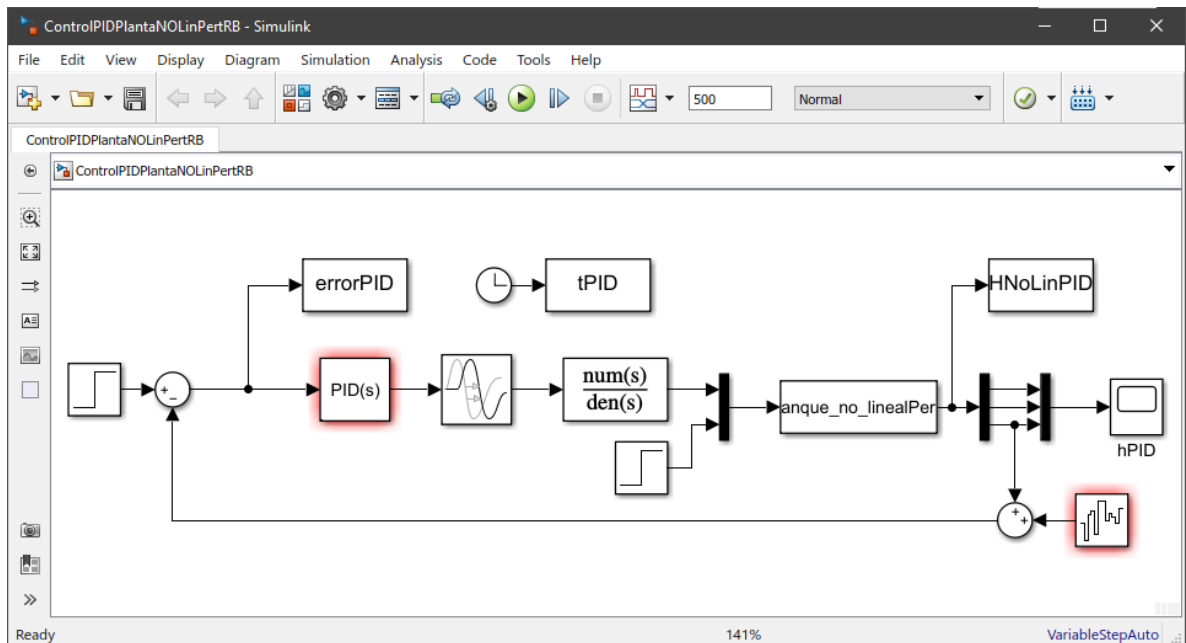 ControlPIDPlantaNOLinPertRB - Simulink
File Edit View Display Diagram Simulation Analysis Code Tools Help
500 Normal
ControlPIDPlantaNOLinPertRB
ControlPIDPlantaNOLinPertRB
errorPID
tPID
HNoLinPID
PID(s)
num(s)
den(s)
anque_no_linealPer
hPID
Ready 141% VariableStepAuto